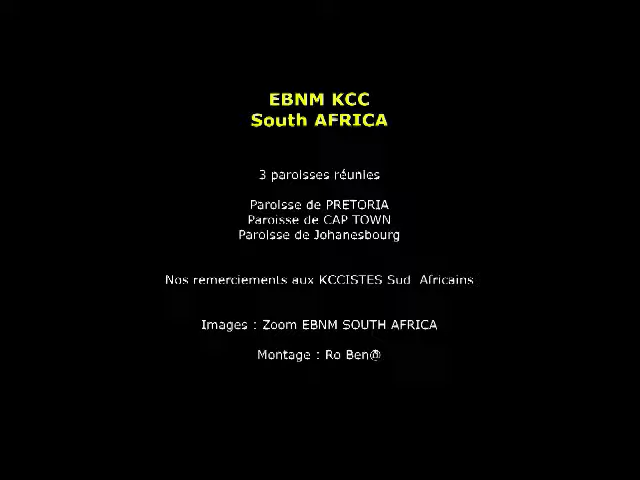 EBNM KCC
South AFRICA
3 paroisses réunies
Paroisse de PRETORIA
Paroisse de CAP TOWN
Paroisse de Johanesbourg
Nos remerciements aux KCCISTES Sud Africains
Images : Zoom EBNM SOUTH AFRICA
Montage : Ro Ben@